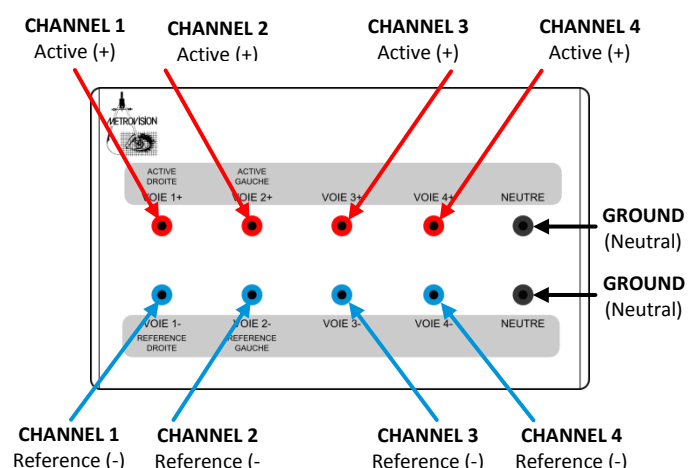 CHANNEL 1
Active (+)
CHANNEL 2
Active (+)
CHANNEL 3
Active (+)
CHANNEL 4
Active (+)
METROVISION
ACTIVE
DROITE
ACTIVE
GAUCHE
VOIE 1+
VOIE 2+
VOIE 3+
VOIE 4+
NEUTRE
GROUND
(Neutral)
GROUND
(Neutral)
VOIE 1-
VOIE 2-
VOIE 3-
VOIE 4-
NEUTRE
REFERENCE
DROITE
REFERENCE
GAUCHE
CHANNEL 1
Reference (-)
CHANNEL 2
Reference (-
CHANNEL 3
Reference (-)
CHANNEL 4
Reference (-)